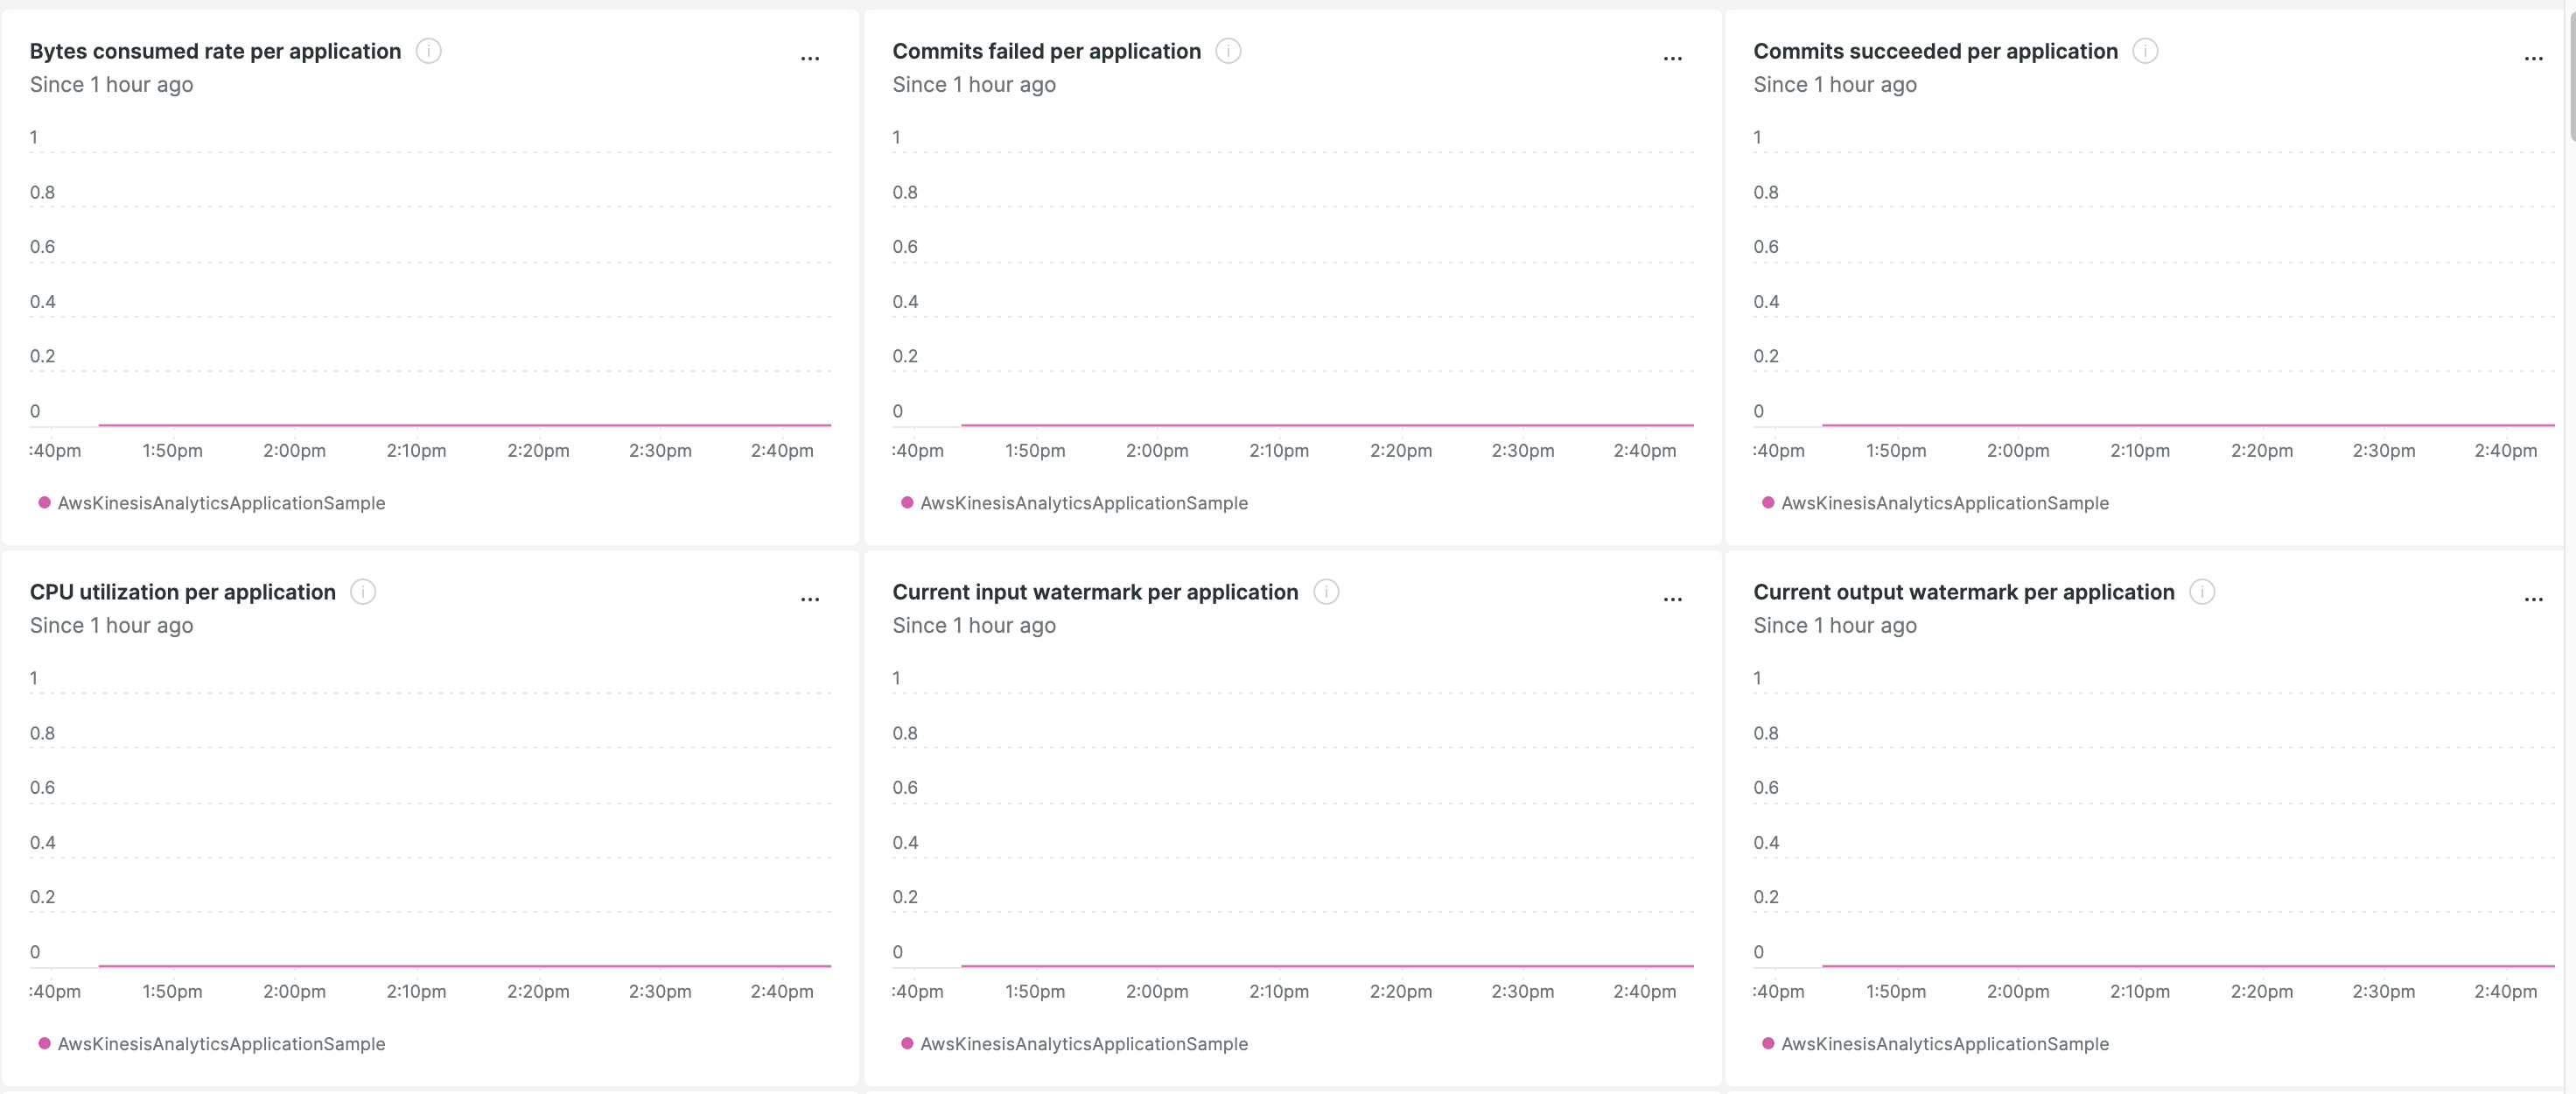 Bytes consumed rate per application
Since 1 hour ago
1
0.8
0.6
0.4
0.2
0
:40pm 1:50pm 2:00pm 2:10pm 2:20pm 2:30pm 2:40pm
AwsKinesisAnalyticsApplicationSample
Commits failed per application
Since 1 hour ago
1
0.8
0.6
0.4
0.2
0
:40pm 1:50pm 2:00pm 2:10pm 2:20pm 2:30pm 2:40pm
AwsKinesisAnalyticsApplicationSample
Commits succeeded per application
Since 1 hour ago
1
0.8
0.6
0.4
0.2
0
:40pm 1:50pm 2:00pm 2:10pm 2:20pm 2:30pm 2:40pm
AwsKinesisAnalyticsApplicationSample
CPU utilization per application
Since 1 hour ago
1
0.8
0.6
0.4
0.2
0
:40pm 1:50pm 2:00pm 2:10pm 2:20pm 2:30pm 2:40pm
AwsKinesisAnalyticsApplicationSample
Current input watermark per application
Since 1 hour ago
1
0.8
0.6
0.4
0.2
0
:40pm 1:50pm 2:00pm 2:10pm 2:20pm 2:30pm 2:40pm
AwsKinesisAnalyticsApplicationSample
Current output watermark per application
Since 1 hour ago
1
0.8
0.6
0.4
0.2
0
:40pm 1:50pm 2:00pm 2:10pm 2:20pm 2:30pm 2:40pm
AwsKinesisAnalyticsApplicationSample